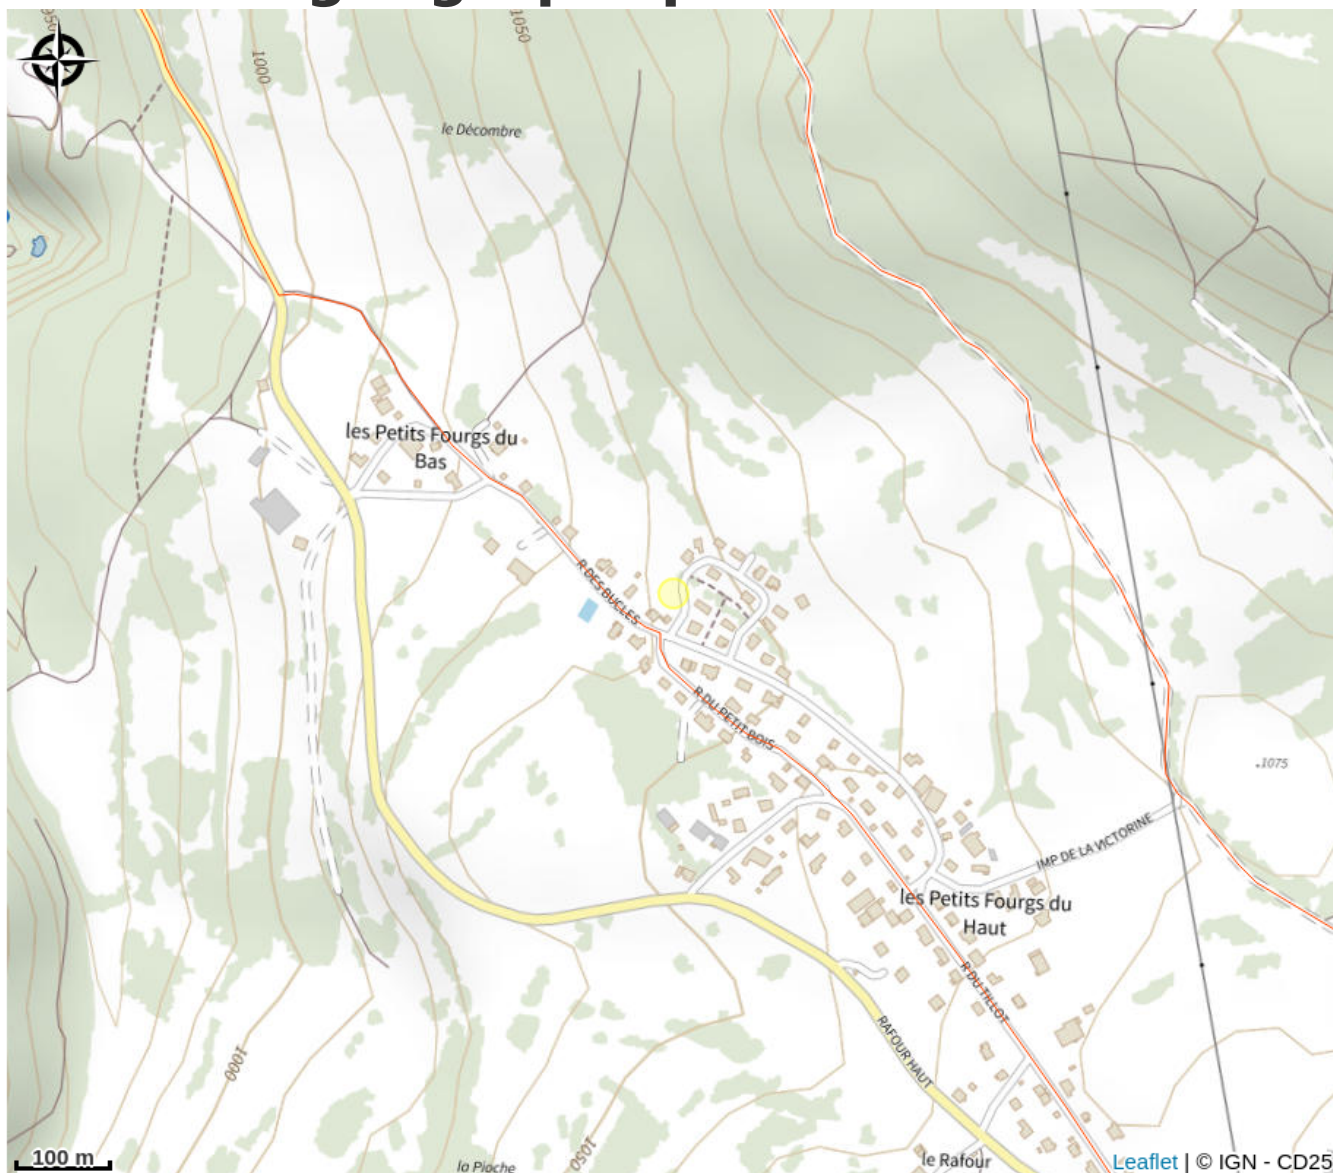 950
1050
1000
le Décombre
les Petits Fourgs du
Bas
R DES BUCLES
R DU PETIT BOIS
.1075
IMP DE LA VICTORINE
les Petits Fourgs du
Haut
R DU TILLOT
RAFOUR HAUT
1000
1050
100 m
la Pioche
le Rafour
Leaflet | © IGN - CD25